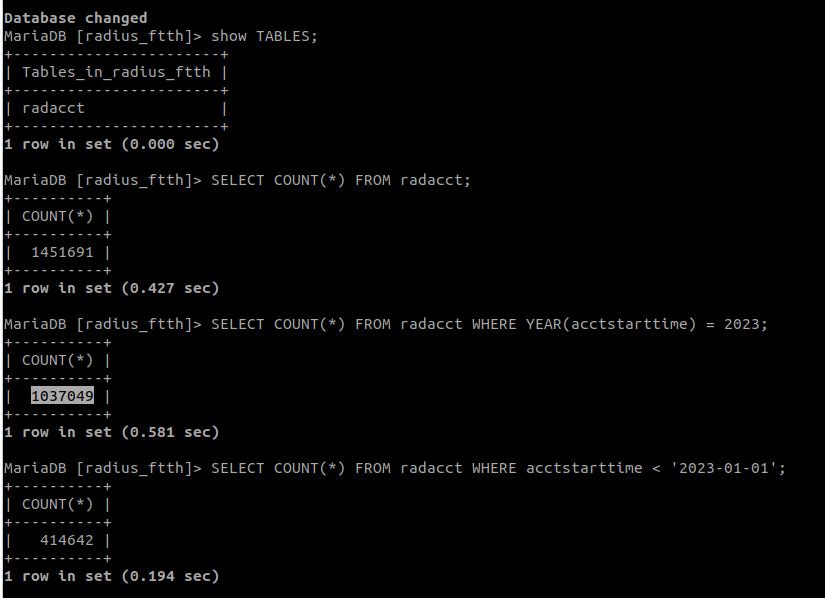 Database changed
MariaDB [radius_ftth]> show TABLES;
+-----------------------+
| Tables_in_radius_ftth |
+-----------------------+
| radacct               |
+-----------------------+
1 row in set (0.000 sec)

MariaDB [radius_ftth]> SELECT COUNT(*) FROM radacct;
+----------+
| COUNT(*) |
+----------+
|  1451691 |
+----------+
1 row in set (0.427 sec)

MariaDB [radius_ftth]> SELECT COUNT(*) FROM radacct WHERE YEAR(acctstarttime) = 2023;
+----------+
| COUNT(*) |
+----------+
|  1037049 |
+----------+
1 row in set (0.581 sec)

MariaDB [radius_ftth]> SELECT COUNT(*) FROM radacct WHERE acctstarttime < '2023-01-01';
+----------+
| COUNT(*) |
+----------+
|   414642 |
+----------+
1 row in set (0.194 sec)